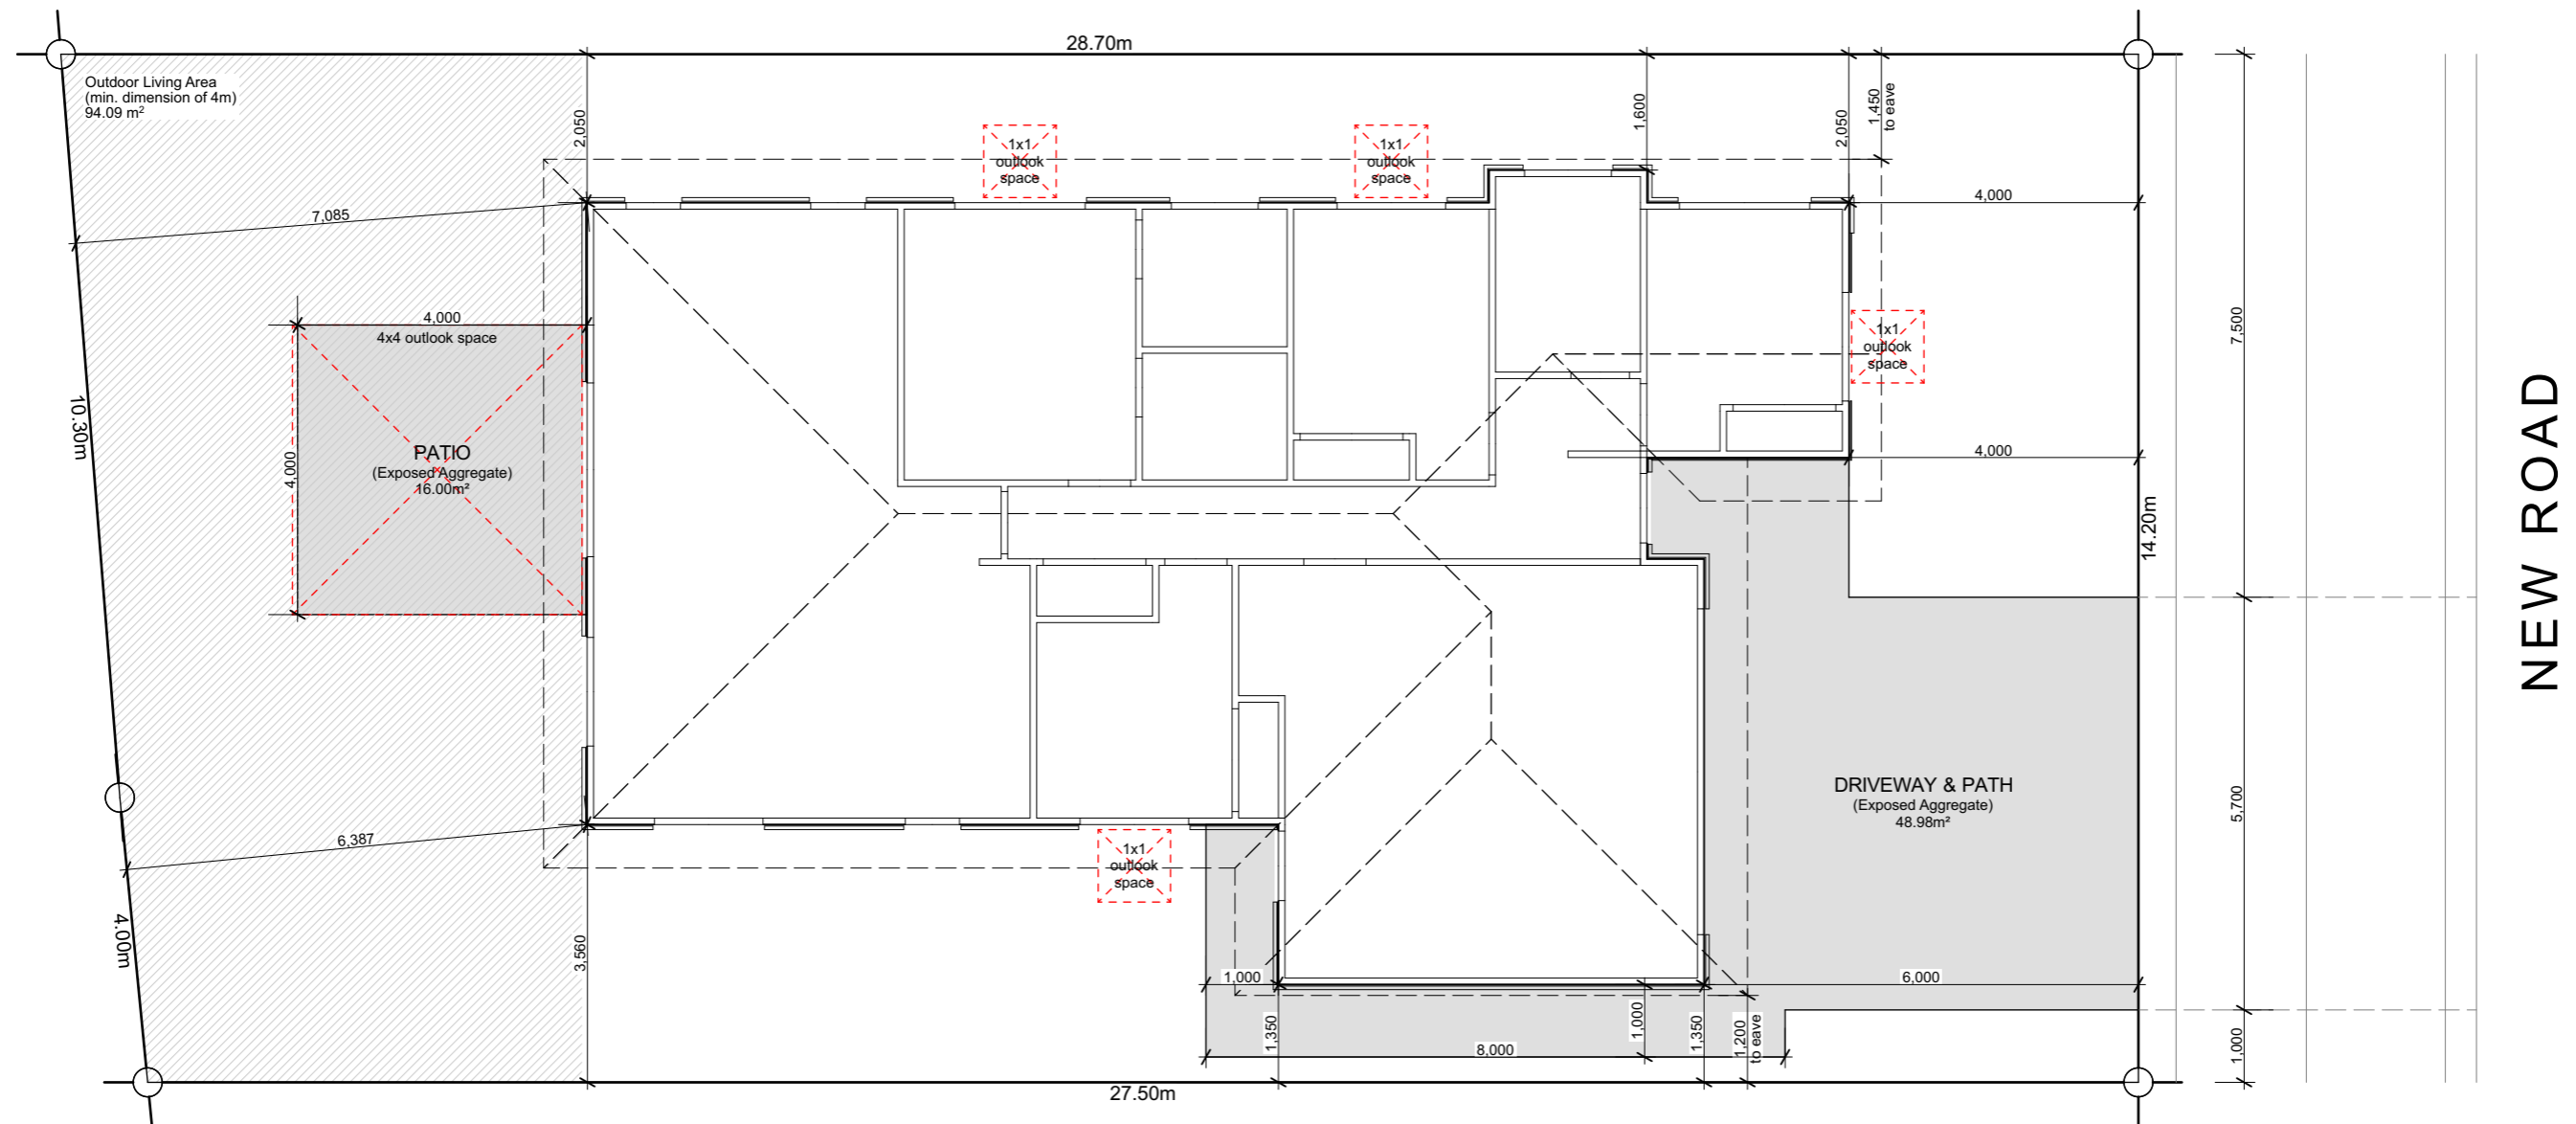 28.70m
Outdoor Living Area
(min. dimension of 4m)
94.09 m²
2,050
1x1
outlook
space
1x1
outlook
space
1,600
2,050
1,450
to eave
7,085
4,000
4,000
4x4 outlook space
1x1
outlook
space
7,500
10.30m
4,000
PATIO
(Exposed Aggregate)
16.00m²
4,000
14.20m
NEW ROAD
DRIVEWAY & PATH
(Exposed Aggregate)
48.98m²
5,700
6,387
1x1
outlook
space
4.00m
3,560
1,000
6,000
1,350
1,000
1,350
1,200
to eave
8,000
1,000
27.50m